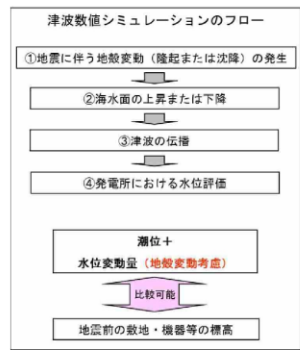 津波数値シミュレーションのフロー
①地震に伴う地殻変動（隆起または沈降）の発生
②海水面の上昇または下降
③津波の伝播
④発電所における水位評価
潮位＋
水位変動量（地殻変動考慮）
比較可能
地震前の敷地・機器等の標高